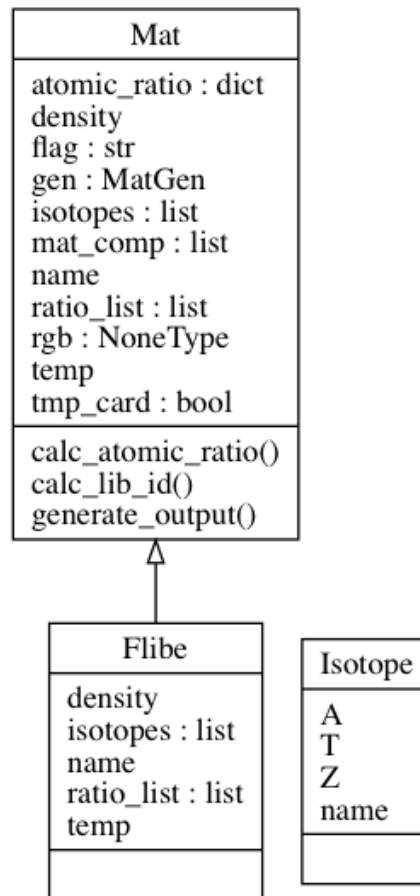 Mat
atomic_ratio : dict
density
flag : str
gen : MatGen
isotopes : list
mat_comp : list
name
ratio_list : list
rgb : NoneType
temp
tmp_card : bool
calc_atomic_ratio()
calc_lib_id()
generate_output()
Flibe
density
isotopes : list
name
ratio_list : list
temp
Isotope
A
T
Z
name